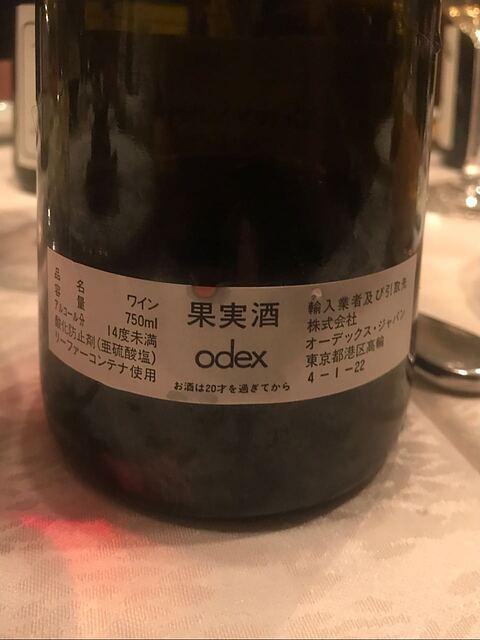 品名 ワイン
容量 750ml
アルコール分 14度未満
酸化防止剤(亜硫酸塩)
リーファーコンテナ使用
果実酒
odex
お酒は20才を過ぎてから
輸入業者及び引取先
株式会社
オーデックス・ジャパン
東京都港区高輪
4-1-22